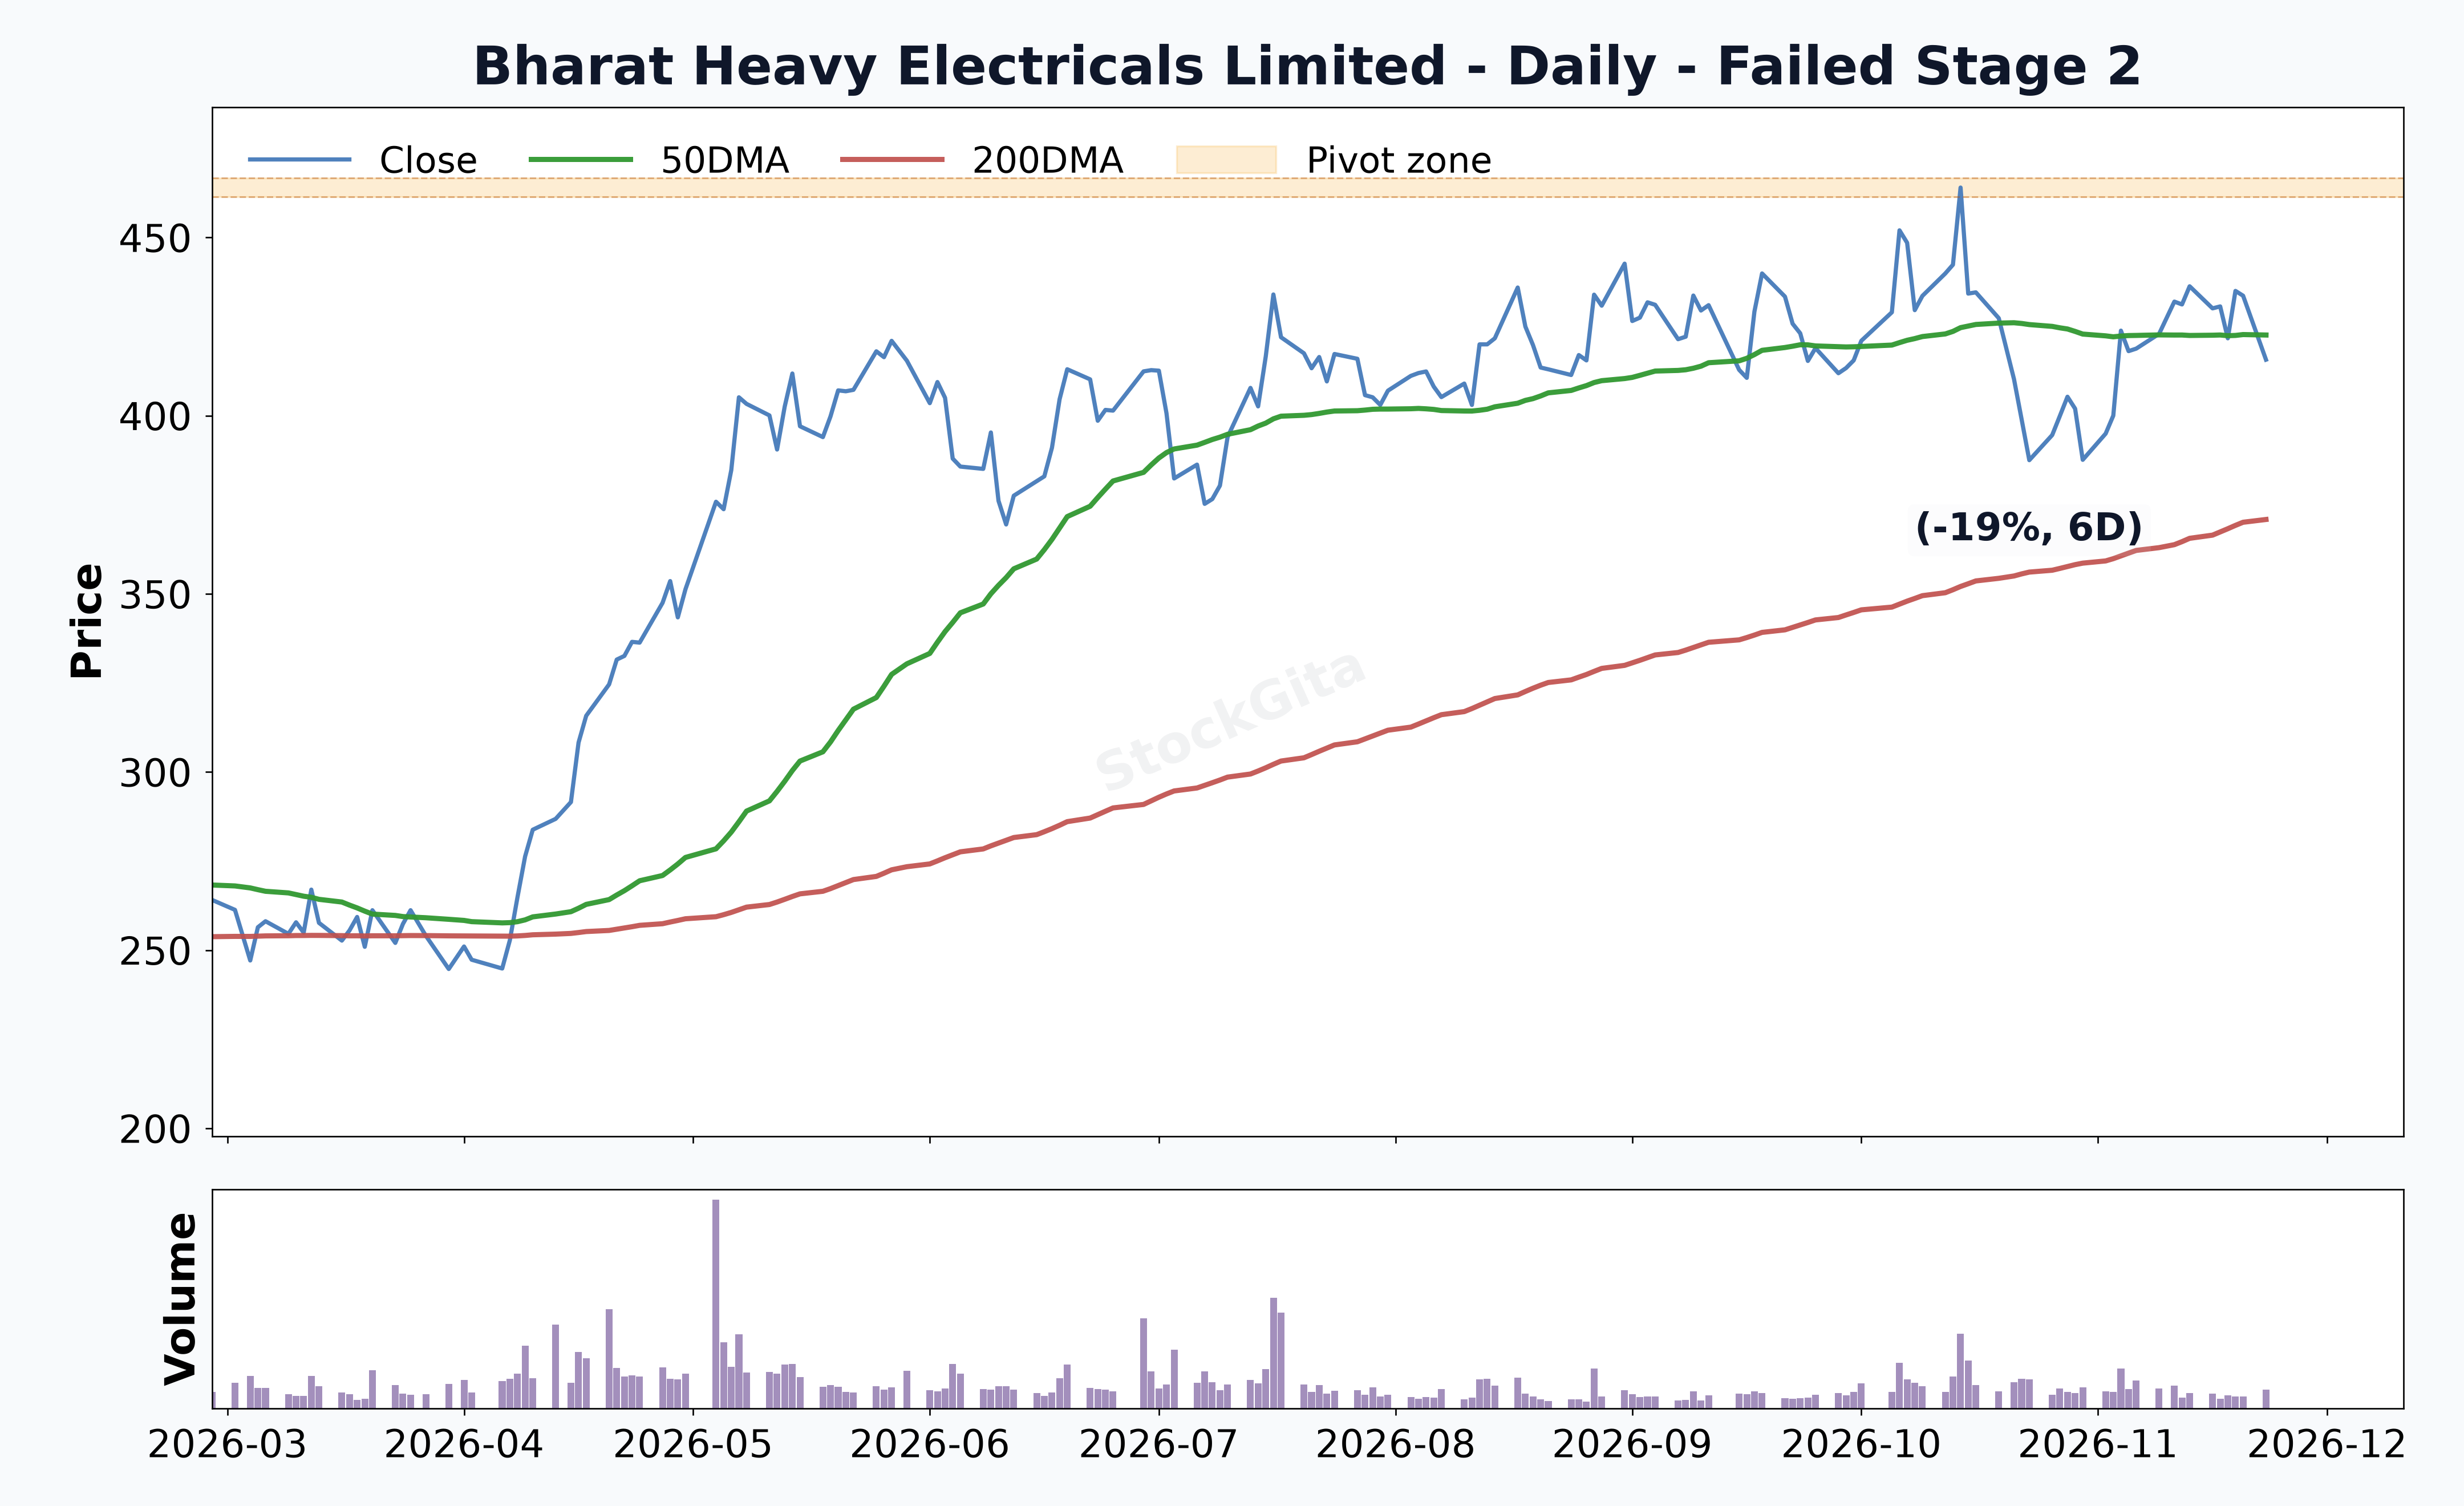 Bharat Heavy Electricals Limited - Daily - Failed Stage 2
Close 50DMA 200DMA Pivot zone
450
400
350
300
250
200
Price
(-19%, 6D)
StockGita
Volume
2026-03 2026-04 2026-05 2026-06 2026-07 2026-08 2026-09 2026-10 2026-11 2026-12